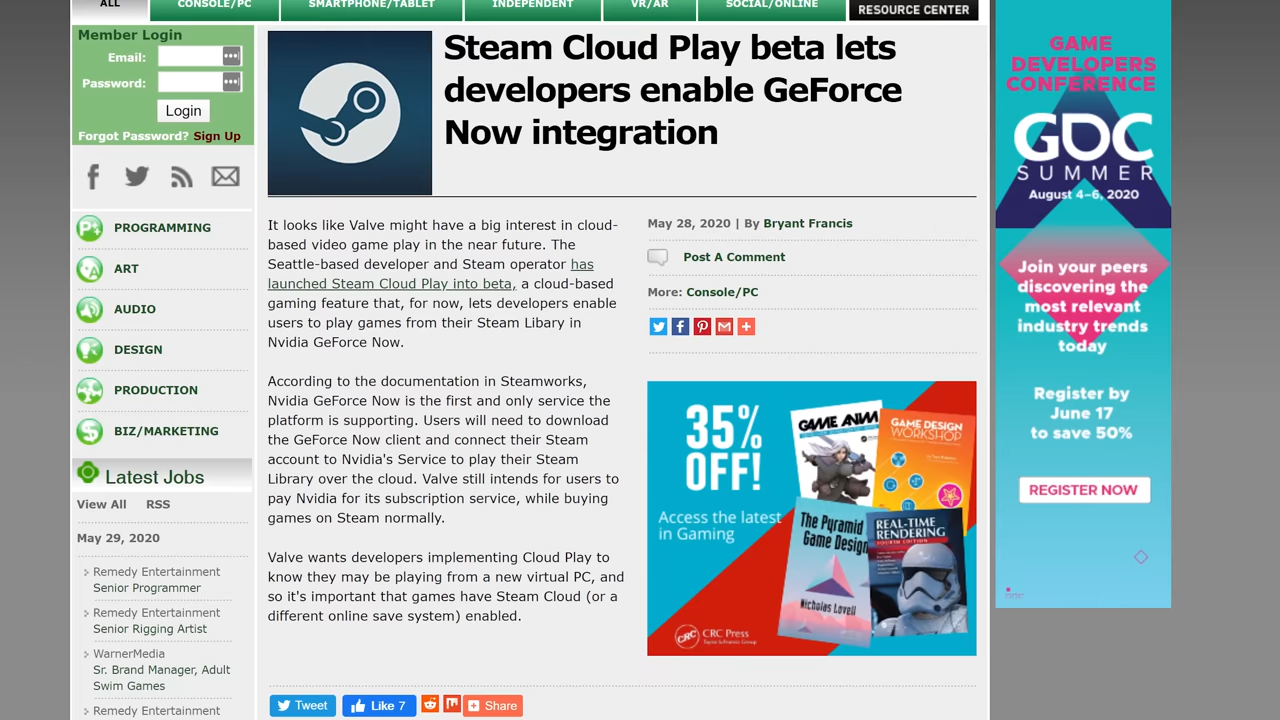 ALL
CONSOLE/PC
SMARTPHONE/TABLET
INDEPENDENT
VR/AR
SOCIAL/ONLINE
RESOURCE CENTER
Member Login
Email:
Password:
Login
Forgot Password? Sign Up
PROGRAMMING
ART
AUDIO
DESIGN
PRODUCTION
BIZ/MARKETING
Latest Jobs
View All RSS
May 29, 2020
Remedy Entertainment
Senior Programmer
Remedy Entertainment
Senior Rigging Artist
WarnerMedia
Sr. Brand Manager, Adult
Swim Games
Remedy Entertainment
Steam Cloud Play beta lets
developers enable GeForce
Now integration
It looks like Valve might have a big interest in cloud-
based video game play in the near future. The
Seattle-based developer and Steam operator has
launched Steam Cloud Play into beta, a cloud-based
gaming feature that, for now, lets developers enable
users to play games from their Steam Libary in
Nvidia GeForce Now.
According to the documentation in Steamworks,
Nvidia GeForce Now is the first and only service the
platform is supporting. Users will need to download
the GeForce Now client and connect their Steam
account to Nvidia's Service to play their Steam
Library over the cloud. Valve still intends for users to
pay Nvidia for its subscription service, while buying
games on Steam normally.
Valve wants developers implementing Cloud Play to
know they may be playing from a new virtual PC, and
so it's important that games have Steam Cloud (or a
different online save system) enabled.
Tweet
Like 7
Share
May 28, 2020 | By Bryant Francis
Post A Comment
More: Console/PC
35%
OFF!
Access the latest
in Gaming
GAME ANIM
GAME DESIGN
WORKSHOP
The Pyramid
Game Design
Nicholas Lovell
REAL-TIME
RENDERING
FOURTH EDITION
CRC
CRC Press
Taylor & Francis Group
GAME
DEVELOPERS
CONFERENCE
GDC
SUMMER
August 4-6, 2020
Join your peers
discovering the
most relevant
industry trends
today
Register by
June 17
to save 50%
REGISTER NOW